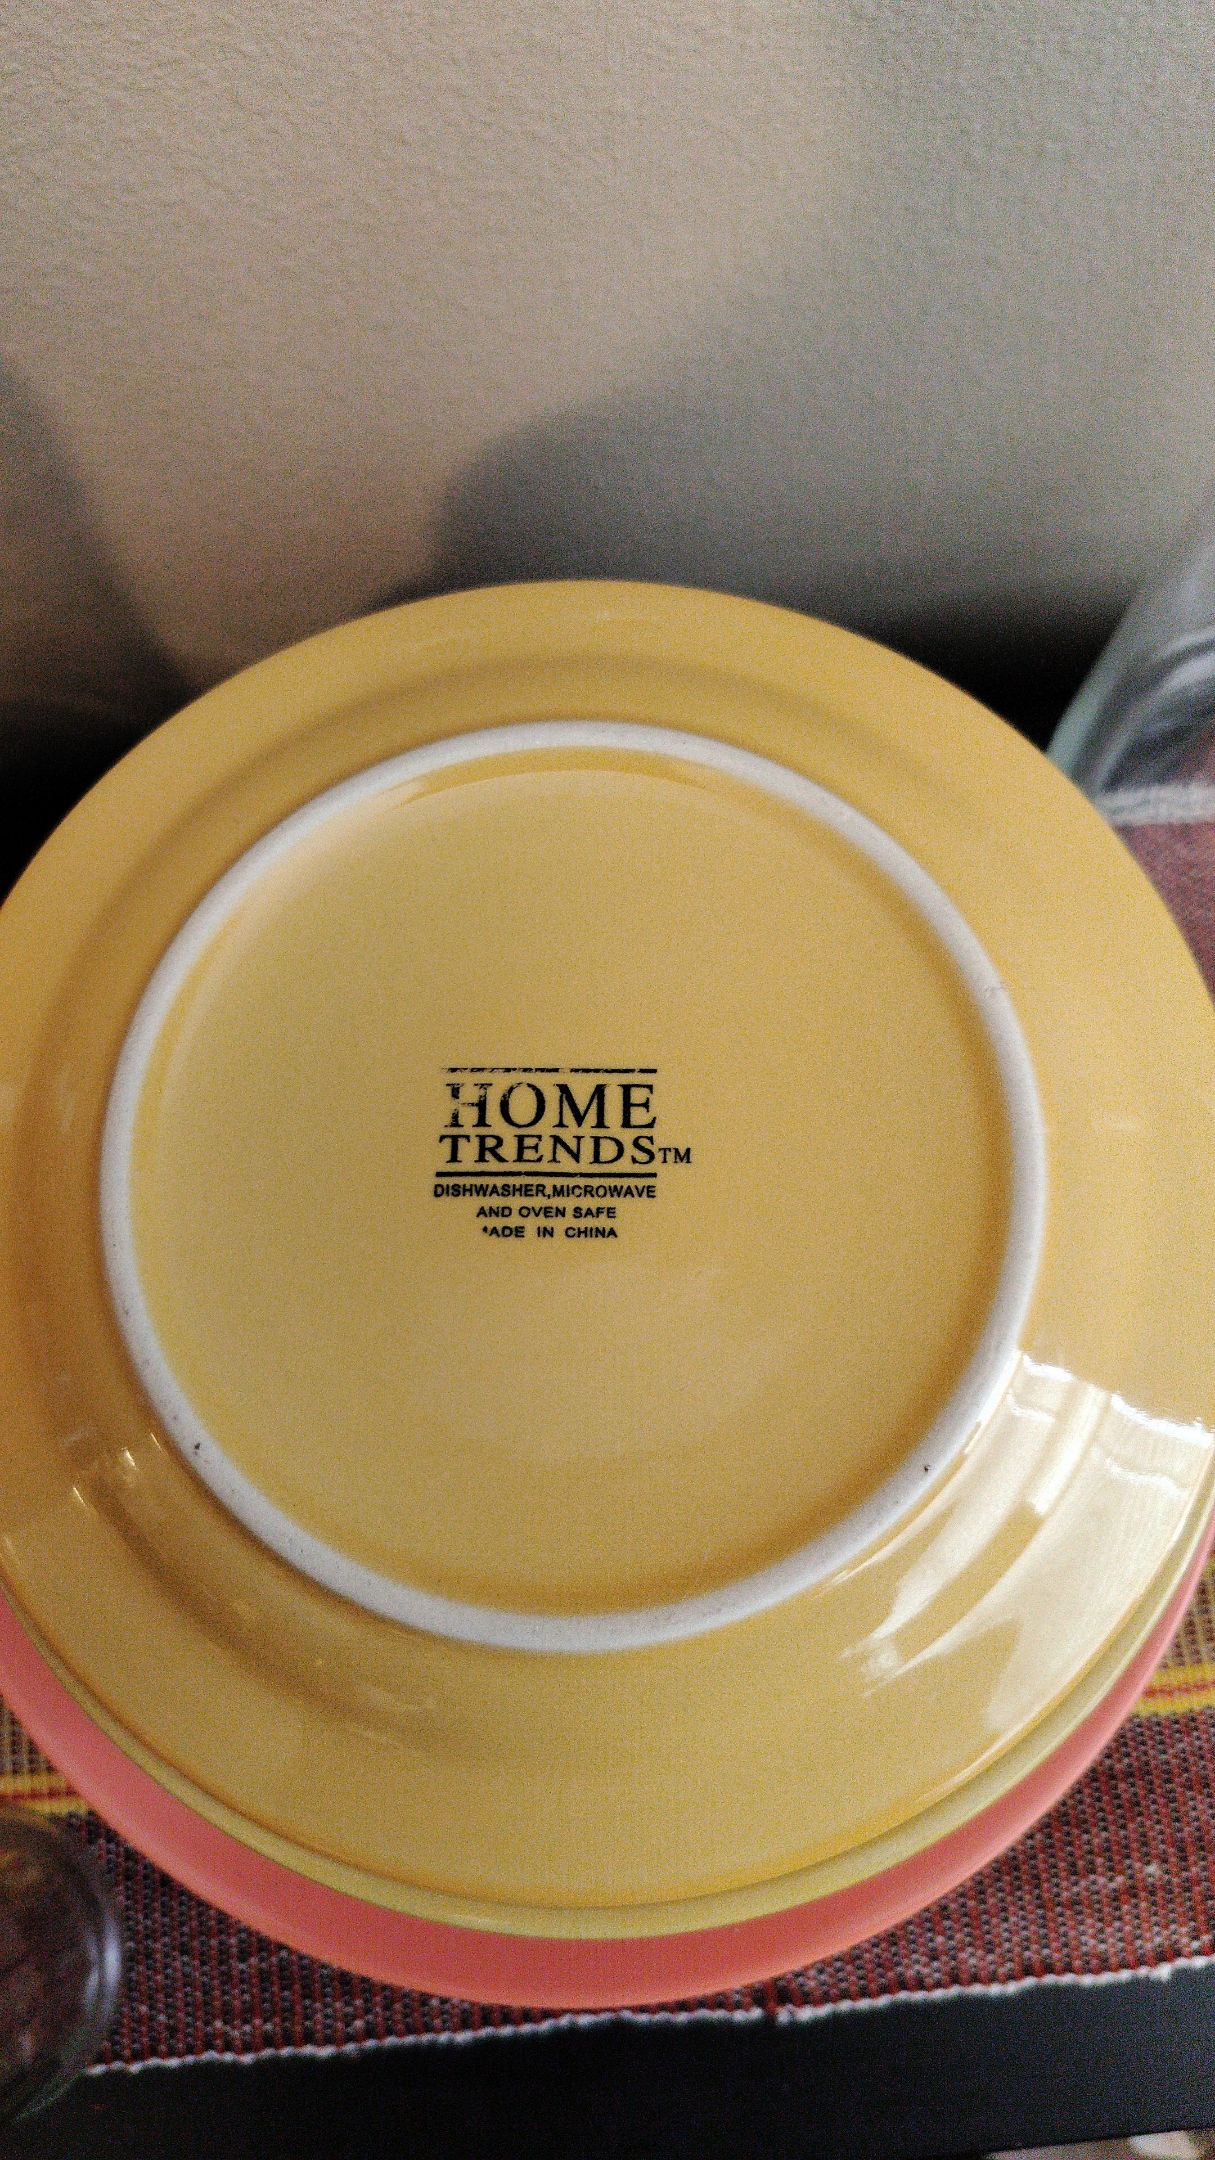 HOME
TRENDS™
DISHWASHER,MICROWAVE
AND OVEN SAFE
ADE IN CHINA